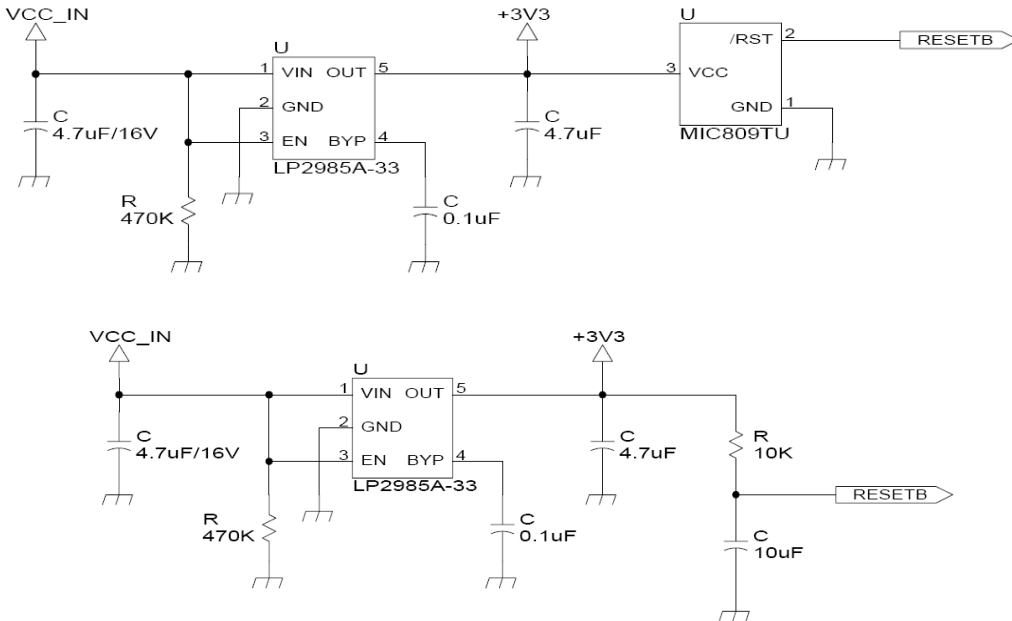 VCC_IN
+3V3
U
U
/RST
2
RESETB
1
VIN
OUT
5
3
VCC
2
GND
C
4.7uF/16V
C
4.7uF
GND
1
3
EN
BYP
4
MIC809TU
LP2985A-33
R
470K
C
0.1uF
VCC_IN
+3V3
U
1
VIN
OUT
5
2
GND
C
4.7uF/16V
C
4.7uF
R
10K
3
EN
BYP
4
LP2985A-33
RESETB
R
470K
C
0.1uF
C
10uF